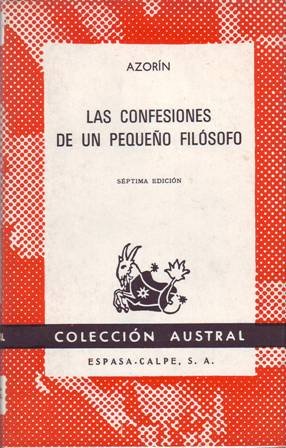 AZORÍN
LAS CONFESIONES
DE UN PEQUEÑO FILÓSOFO
SÉPTIMA EDICIÓN
L
COLECCIÓN AUSTRAL
ESPASA-CALPE, S. A.